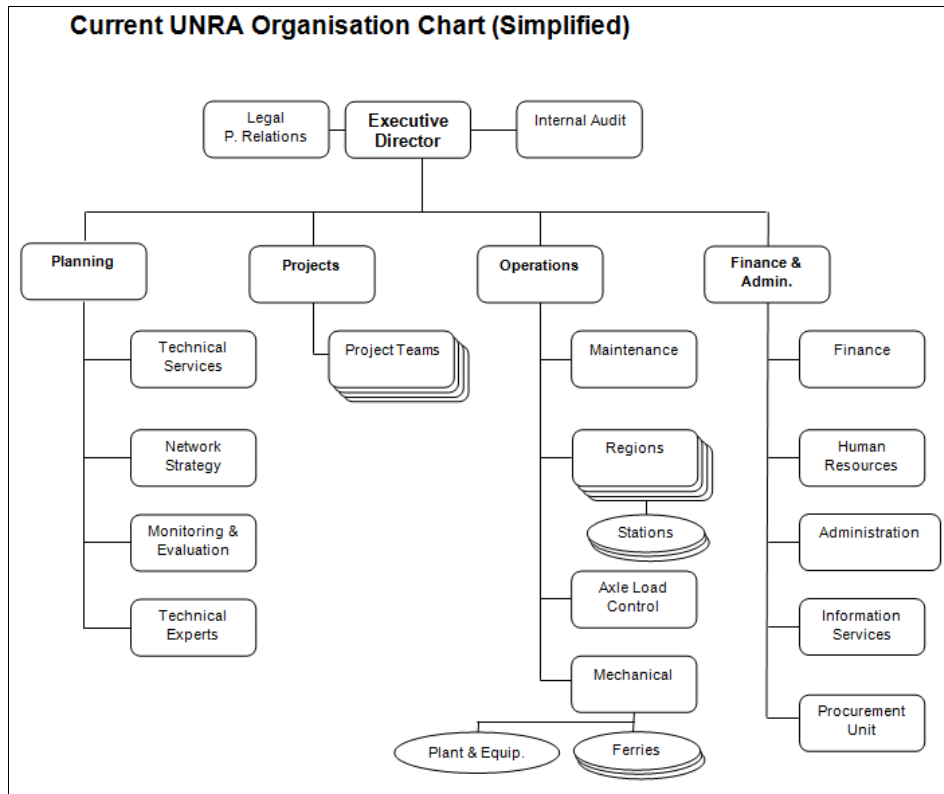 Current UNRA Organisation Chart (Simplified)
Legal
P. Relations
Executive
Director
Internal Audit
Planning
Projects
Operations
Finance &
Admin.
Technical
Services
Project Teams
Maintenance
Finance
Network
Strategy
Regions
Human
Resources
Monitoring &
Evaluation
Stations
Administration
Technical
Experts
Axle Load
Control
Information
Services
Mechanical
Procurement
Unit
Plant & Equip.
Ferries